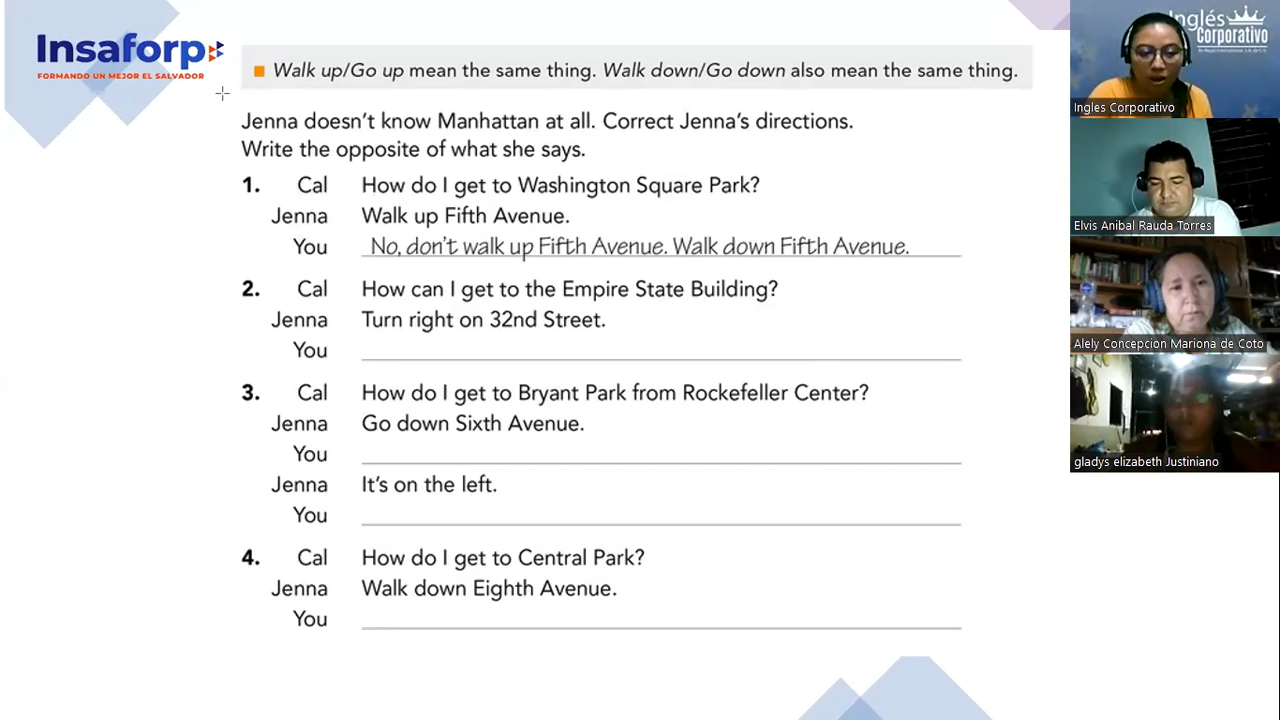 Insaforp
FORMANDO UN MEJOR EL SALVADOR
Walk up/Go up mean the same thing. Walk down/Go down also mean the same thing.
Jenna doesn't know Manhattan at all. Correct Jenna's directions.
Write the opposite of what she says.
1. Cal How do I get to Washington Square Park?
Jenna Walk up Fifth Avenue.
You No, don't walk up Fifth Avenue. Walk down Fifth Avenue.
2. Cal How can I get to the Empire State Building?
Jenna Turn right on 32nd Street.
You
3. Cal How do I get to Bryant Park from Rockefeller Center?
Jenna Go down Sixth Avenue.
You
Jenna It's on the left.
You
4. Cal How do I get to Central Park?
Jenna Walk down Eighth Avenue.
You
Inglés
Corporativo
Ingles Corporativo
Elvis Anibal Rauda Torres
Alely Concepcion Mariona de Coto
gladys elizabeth Justiniano